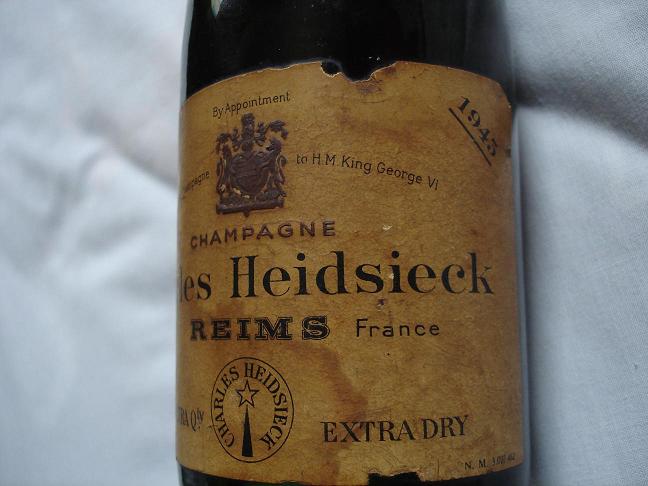 By Appointment
to H.M. King George VI
1945
CHAMPAGNE
les Heidsieck
REIMS France
CHARLES HEIDSIECK
EXTRA DRY
N. M.